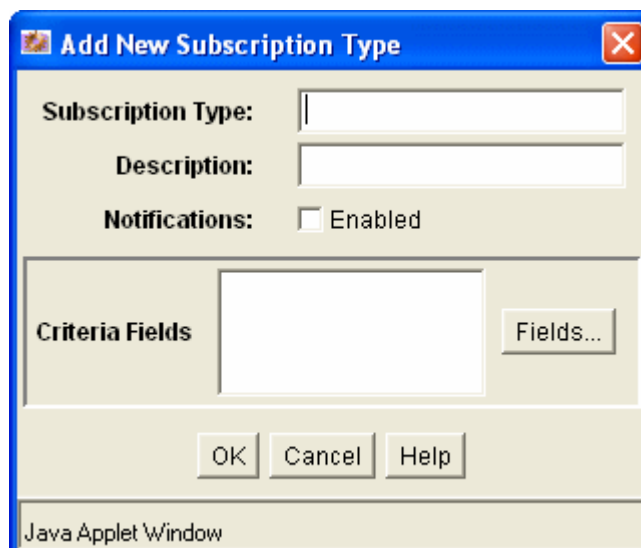 Add New Subscription Type
Subscription Type:
Description:
Notifications: Enabled
Criteria Fields Fields...
OK Cancel Help
Java Applet Window